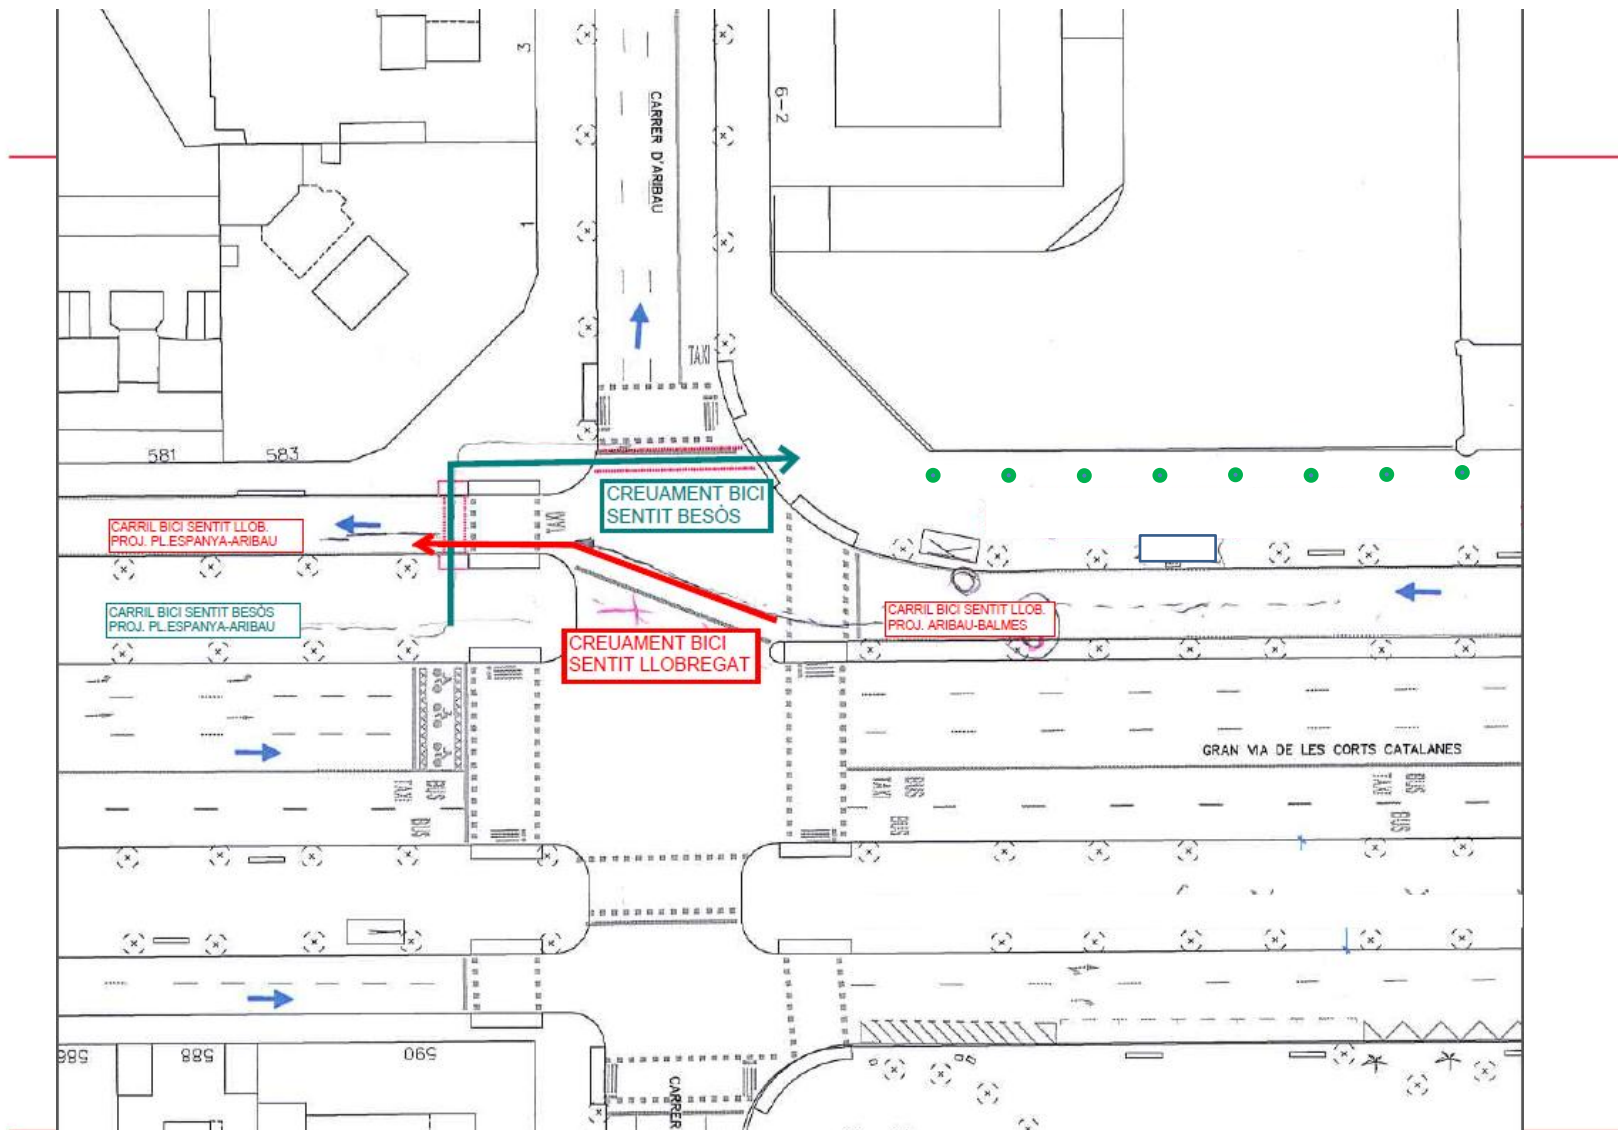 3
CARRER D'ARIBAU
6-2
1
TAXI
581
583
CREUAMENT BICI
SENTIT BESÒS
TAXI
CARRIL BICI SENTIT LLOB.
PROJ. PL.ESPANYA-ARIBAU
CARRIL BICI SENTIT BESÒS
PROJ. PL.ESPANYA-ARIBAU
CARRIL BICI SENTIT LLOB.
PROJ. ARIBAU-BALMES
CREUAMENT BICI
SENTIT LLOBREGAT
GRAN VIA DE LES CORTS CATALANES
TAXI
BUS
BUS
TAXI
BUS
BUS
TAXI
BUS
BUS
586
588
590
CARRER